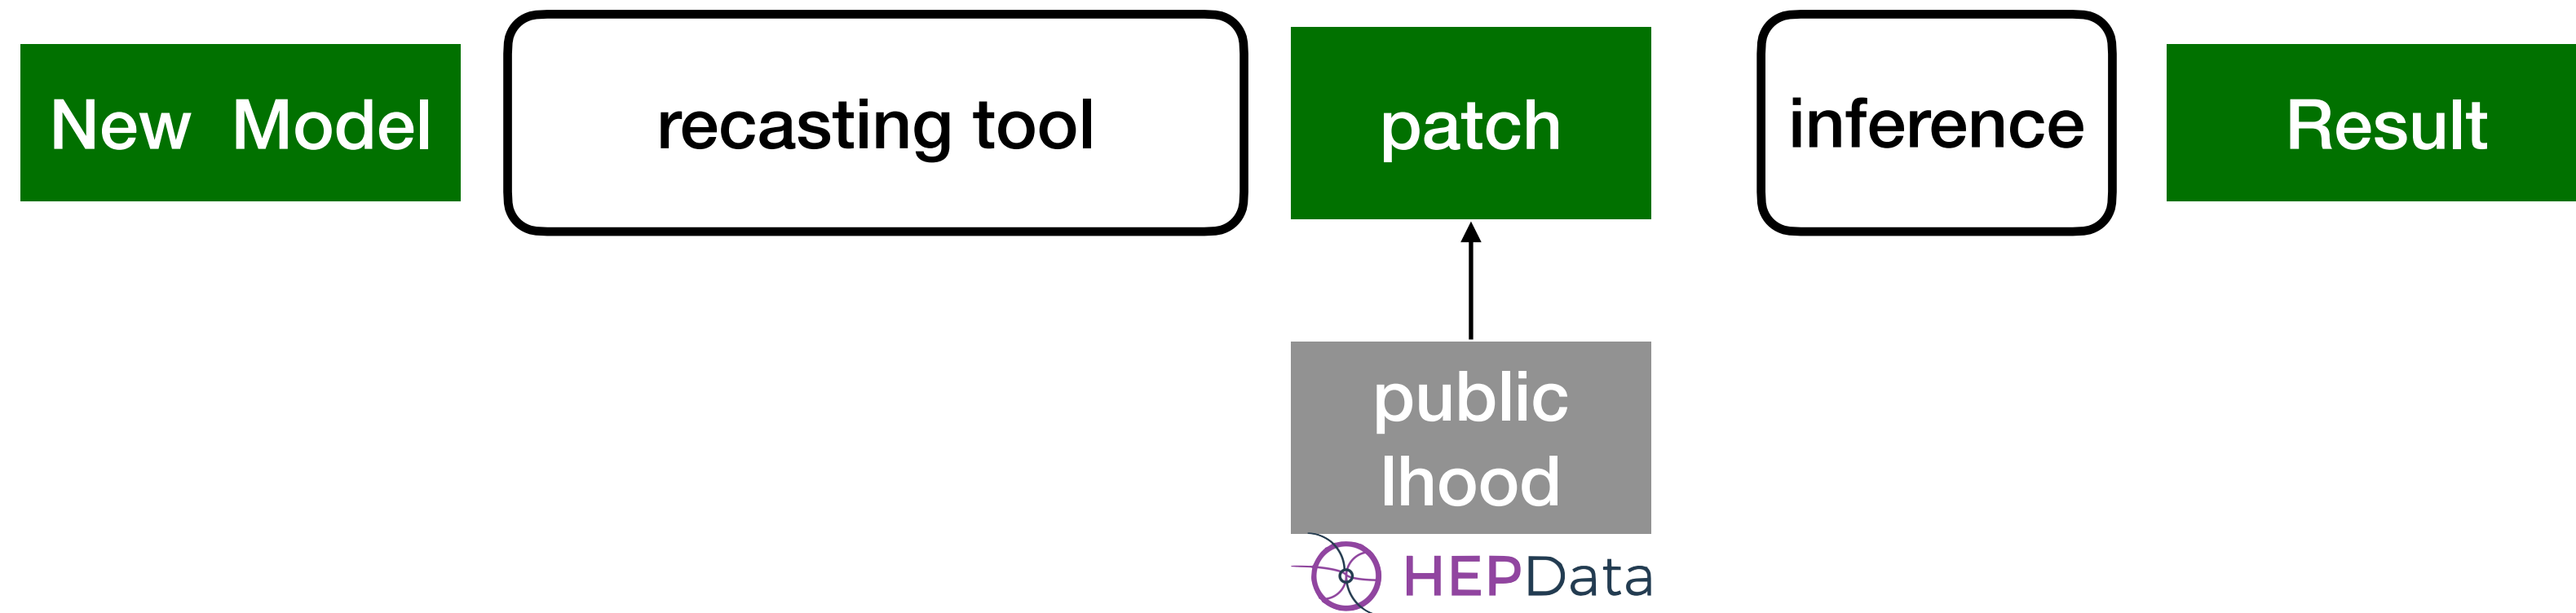 New Model
recasting tool
patch
inference
Result
public
lhood
HEPData